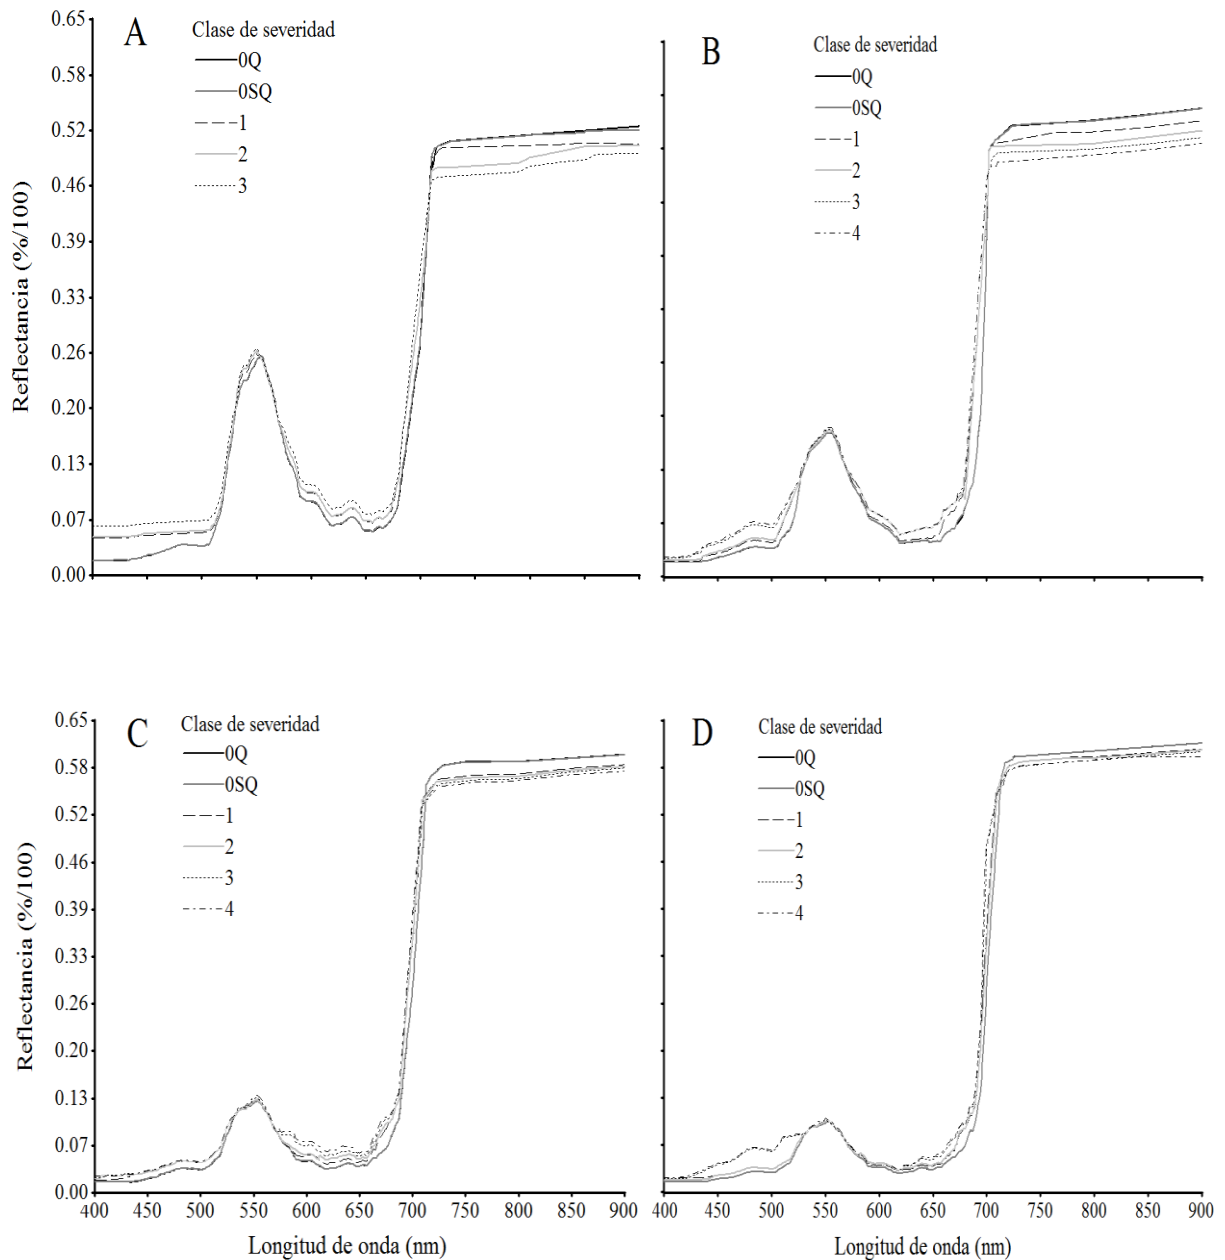 A
Clase de severidad
0Q
0SQ
1
2
3
Reflectancia (%/100)
0.65
0.58
0.52
0.46
0.39
0.33
0.26
0.20
0.13
0.07
0.00
B
Clase de severidad
0Q
0SQ
1
2
3
4
C
Clase de severidad
0Q
0SQ
1
2
3
4
Reflectancia (%/100)
0.65
0.58
0.52
0.46
0.39
0.33
0.26
0.20
0.13
0.07
0.00
400 450 500 550 600 650 700 750 800 850 900
Longitud de onda (nm)
D
Clase de severidad
0Q
0SQ
1
2
3
4
400 450 500 550 600 650 700 750 800 850 900
Longitud de onda (nm)